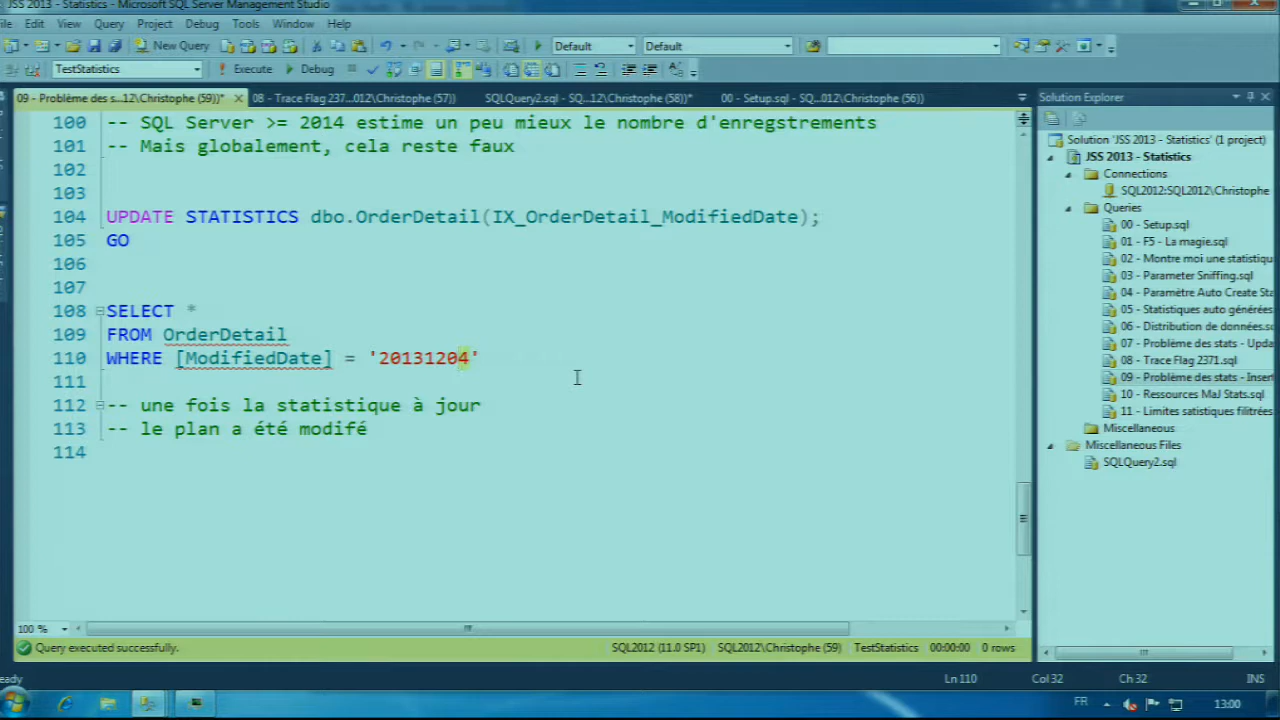 JSS 2013 - Statistics - Microsoft SQL Server Management Studio
File Edit View Query Project Debug Tools Window Help
New Query Default Default
TestStatistics Execute Debug
09 - Problème des s...12\Christophe (59))* 08 - Trace Flag 237...012\Christophe (57)) SQLQuery2.sql - SQ...12\Christophe (58))* 00 - Setup.sql - SQ...012\Christophe (56))
100 -- SQL Server >= 2014 estime un peu mieux le nombre d'enregstrements
101 -- Mais globalement, cela reste faux
102
103
104 UPDATE STATISTICS dbo.OrderDetail(IX_OrderDetail_ModifiedDate);
105 GO
106
107
108 SELECT *
109 FROM OrderDetail
110 WHERE [ModifiedDate] = '20131204'
111
112 -- une fois la statistique à jour
113 -- le plan a été modifé
114
100 %
Query executed successfully. SQL2012 (11.0 SP1) SQL2012\Christophe (59) TestStatistics 00:00:00 0 rows
Solution Explorer
Solution 'JSS 2013 - Statistics' (1 project)
JSS 2013 - Statistics
Connections
SQL2012:SQL2012\Christophe
Queries
00 - Setup.sql
01 - F5 - La magie.sql
02 - Montre moi une statistiqu
03 - Parameter Sniffing.sql
04 - Paramètre Auto Create Sta
05 - Statistiques auto générées
06 - Distribution de données.s
07 - Problème des stats - Upda
08 - Trace Flag 2371.sql
09 - Problème des stats - Inser
10 - Ressources MaJ Stats.sql
11 - Limites satistiques filtrées
Miscellaneous
Miscellaneous Files
SQLQuery2.sql
eady Ln 110 Col 32 Ch 32 INS
FR 13:00